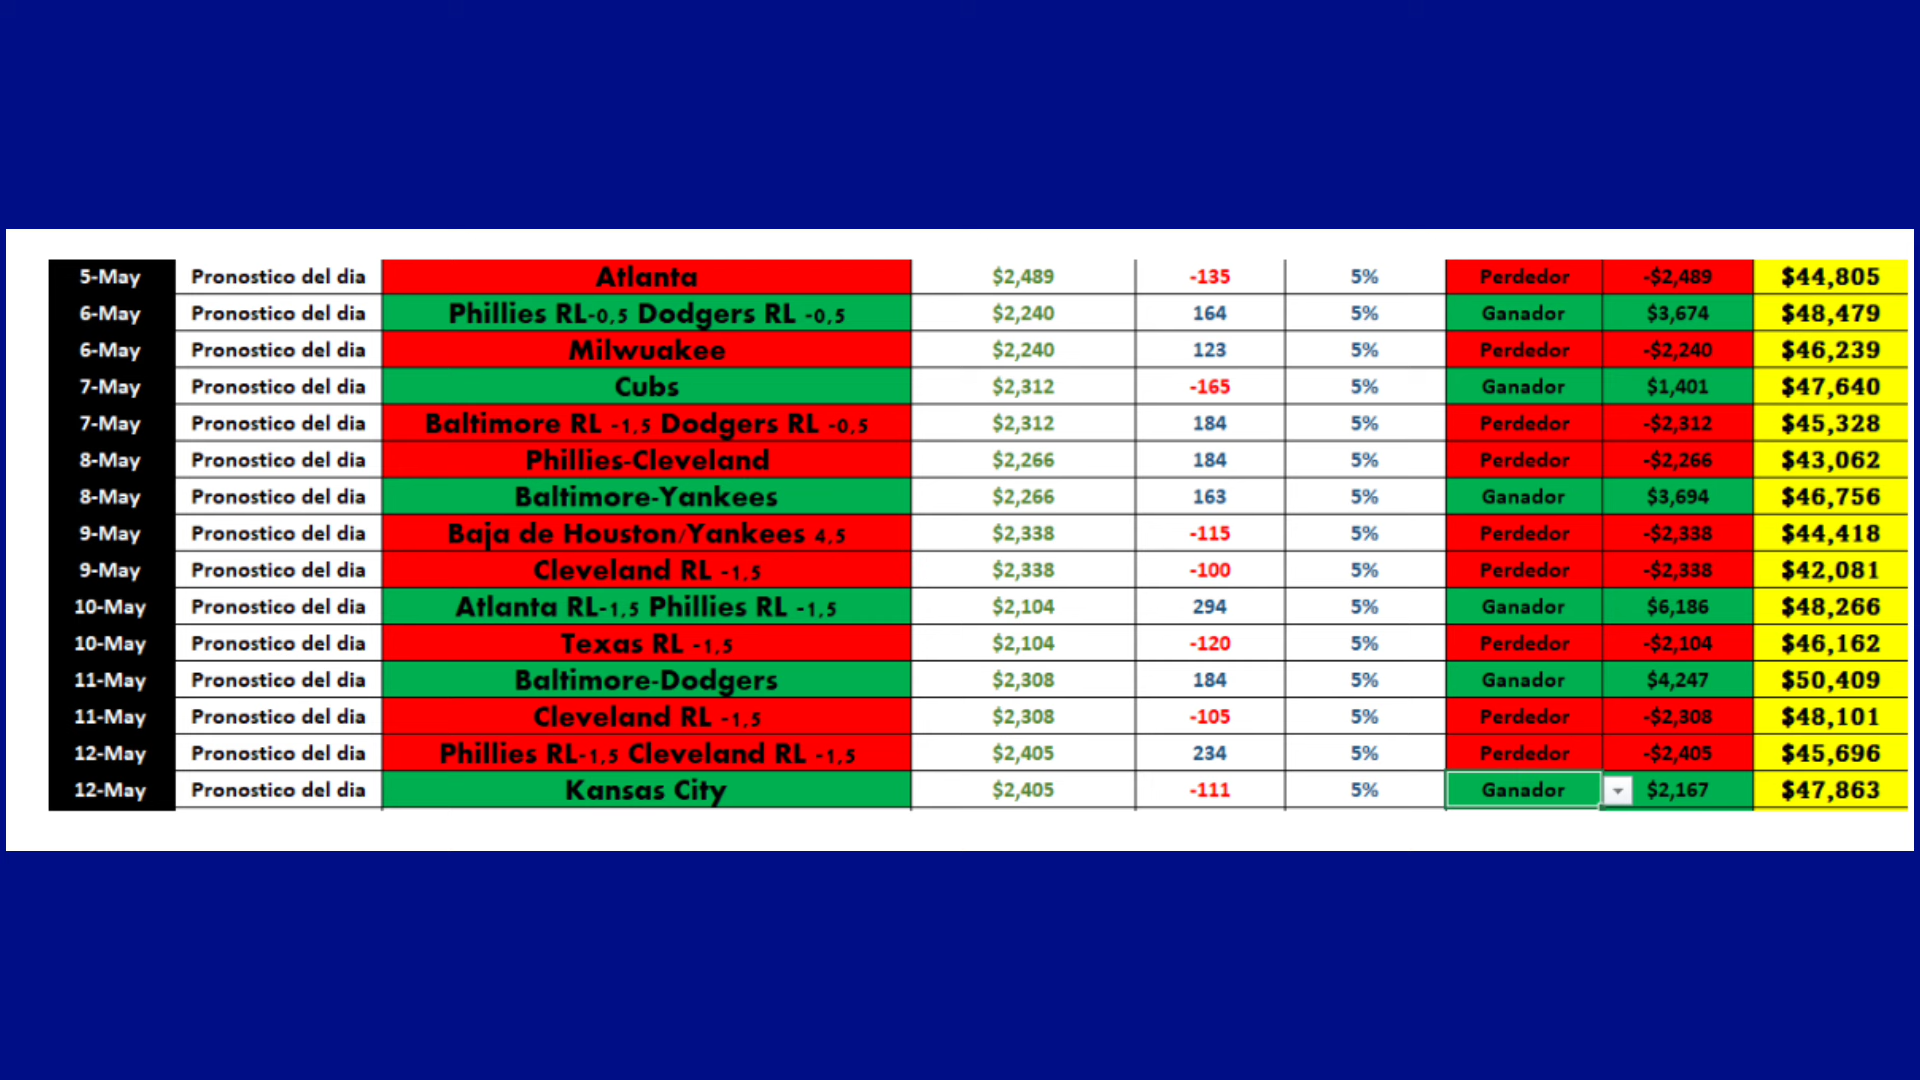 5-May Pronostico del dia Atlanta $2,489 -135 5% Perdedor -$2,489 $44,805
6-May Pronostico del dia Phillies RL-0,5 Dodgers RL -0,5 $2,240 164 5% Ganador $3,674 $48,479
6-May Pronostico del dia Milwuakee $2,240 123 5% Perdedor -$2,240 $46,239
7-May Pronostico del dia Cubs $2,312 -165 5% Ganador $1,401 $47,640
7-May Pronostico del dia Baltimore RL -1,5 Dodgers RL -0,5 $2,312 184 5% Perdedor -$2,312 $45,328
8-May Pronostico del dia Phillies-Cleveland $2,266 184 5% Perdedor -$2,266 $43,062
8-May Pronostico del dia Baltimore-Yankees $2,266 163 5% Ganador $3,694 $46,756
9-May Pronostico del dia Baja de Houston/Yankees 4,5 $2,338 -115 5% Perdedor -$2,338 $44,418
9-May Pronostico del dia Cleveland RL -1,5 $2,338 -100 5% Perdedor -$2,338 $42,081
10-May Pronostico del dia Atlanta RL-1,5 Phillies RL -1,5 $2,104 294 5% Ganador $6,186 $48,266
10-May Pronostico del dia Texas RL -1,5 $2,104 -120 5% Perdedor -$2,104 $46,162
11-May Pronostico del dia Baltimore-Dodgers $2,308 184 5% Ganador $4,247 $50,409
11-May Pronostico del dia Cleveland RL -1,5 $2,308 -105 5% Perdedor -$2,308 $48,101
12-May Pronostico del dia Phillies RL-1,5 Cleveland RL -1,5 $2,405 234 5% Perdedor -$2,405 $45,696
12-May Pronostico del dia Kansas City $2,405 -111 5% Ganador $2,167 $47,863